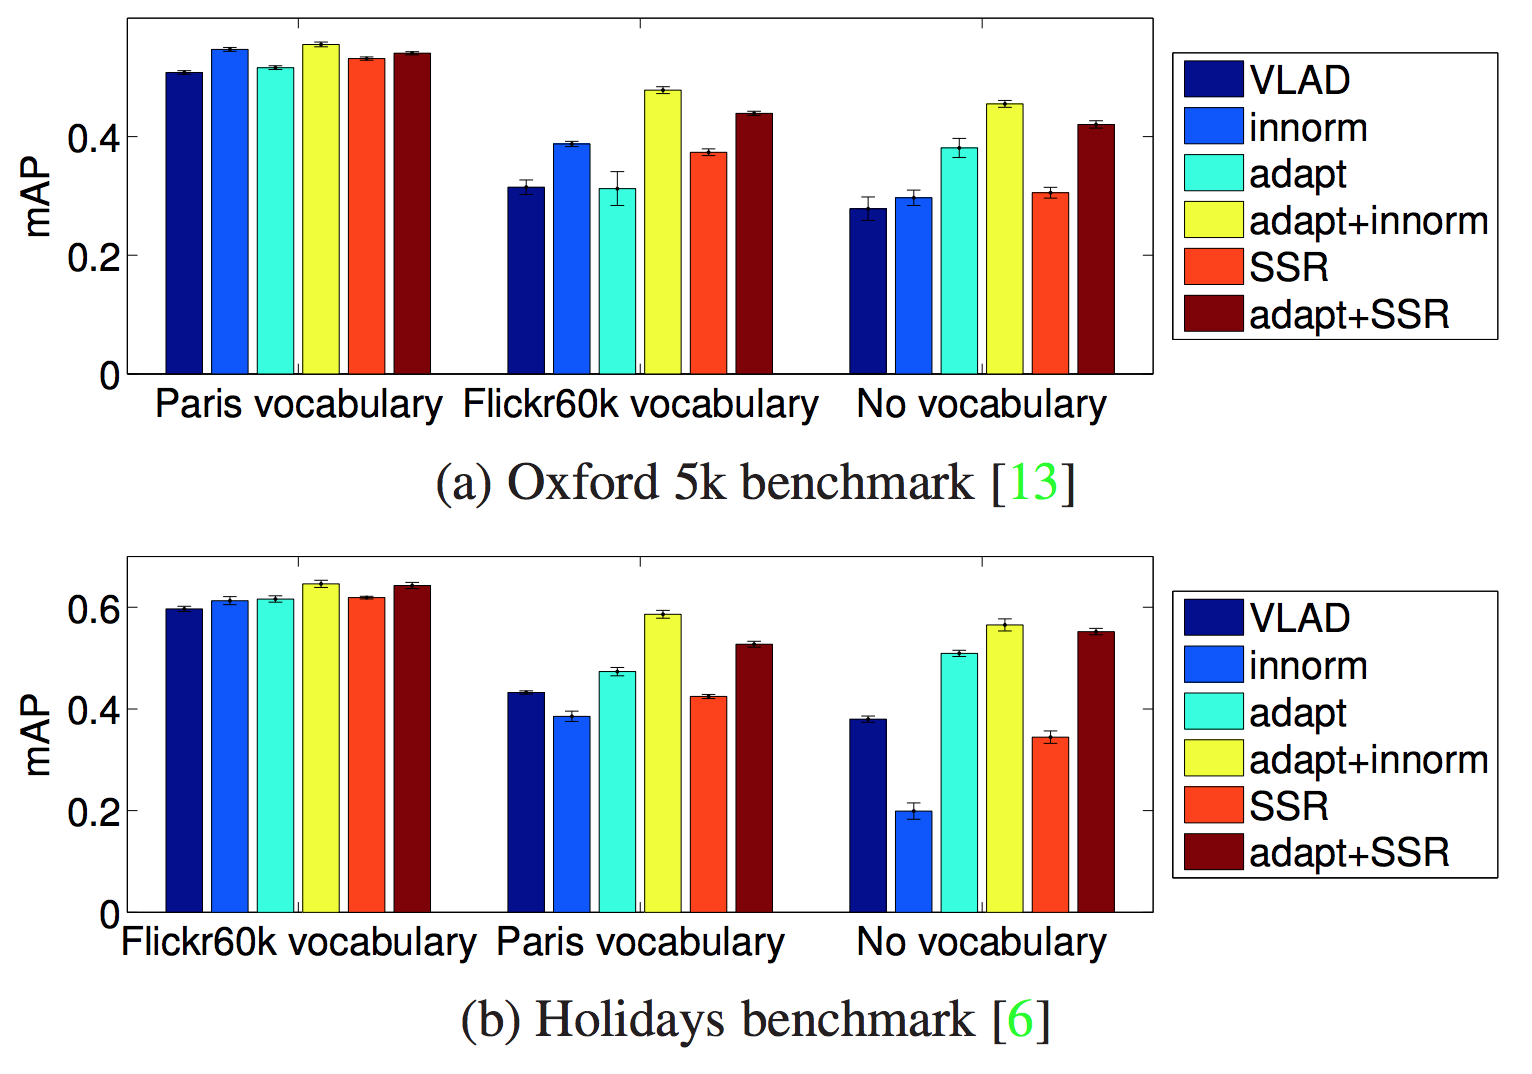 mAP
0.4
0.2
0
Paris vocabulary
Flickr60k vocabulary
No vocabulary
VLAD
innorm
adapt
adapt+innorm
SSR
adapt+SSR
(a) Oxford 5k benchmark [13]
mAP
0.6
0.4
0.2
0
Flickr60k vocabulary
Paris vocabulary
No vocabulary
VLAD
innorm
adapt
adapt+innorm
SSR
adapt+SSR
(b) Holidays benchmark [6]